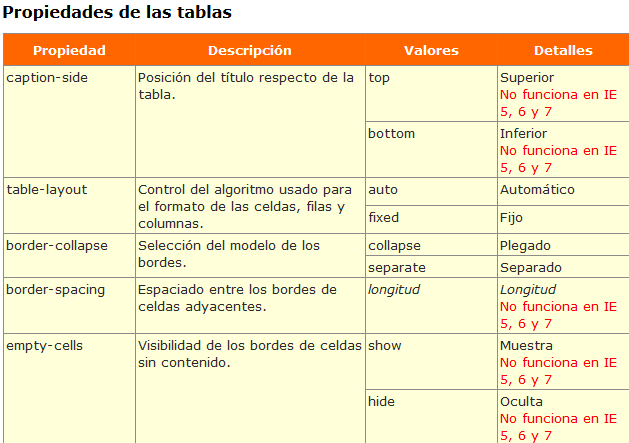 Propiedades de las tablas
Propiedad Descripción Valores Detalles
caption-side Posición del título respecto de la tabla. top Superior
No funciona en IE
5, 6 y 7
bottom Inferior
No funciona en IE
5, 6 y 7
table-layout Control del algoritmo usado para
el formato de las celdas, filas y
columnas.
auto Automático
fixed Fijo
border-collapse Selección del modelo de los
bordes.
collapse Plegado
separate Separado
border-spacing Espaciado entre los bordes de
celdas adyacentes.
longitud Longitud
No funciona en IE
5, 6 y 7
empty-cells Visibilidad de los bordes de celdas
sin contenido.
show Muestra
No funciona en IE
5, 6 y 7
hide Oculta
No funciona en IE
5, 6 y 7